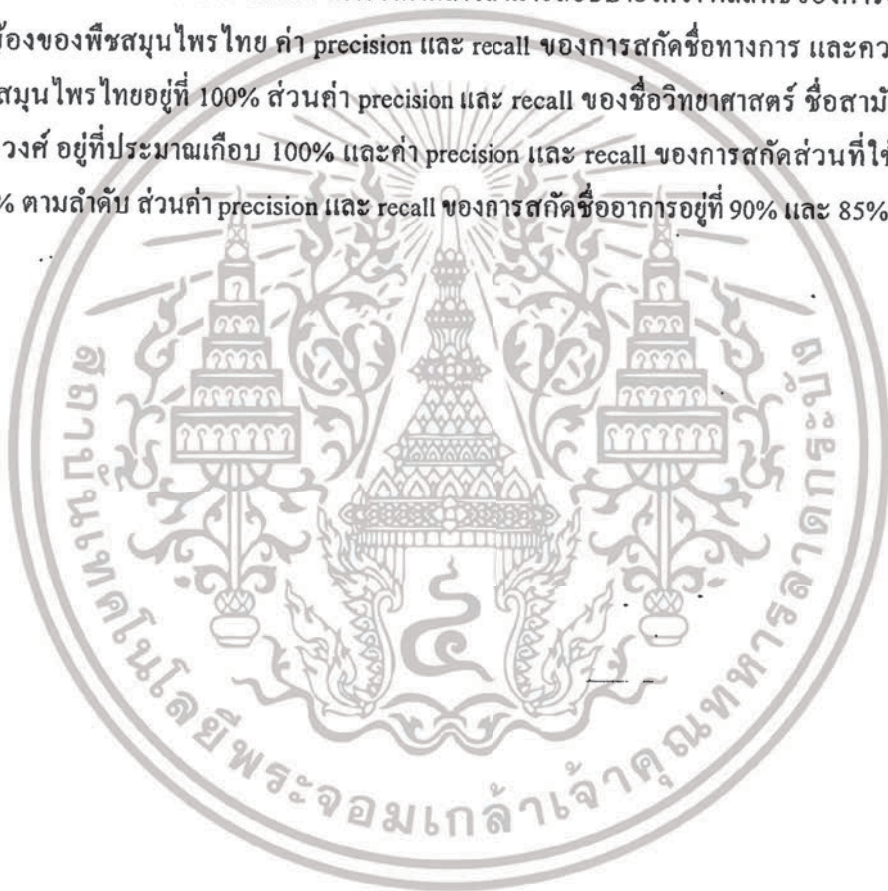 ข้องของพืชสมุนไพรไทย ค่า precision และ recall ของการสกัดชื่อทางการ และคว
สมุนไพรไทยอยู่ที่ 100% ส่วนค่า precision และ recall ของชื่อวิทยาศาสตร์ ชื่อสามั
วงศ์ อยู่ที่ประมาณเกือบ 100% และค่า precision และ recall ของการสกัดส่วนที่ใช้
% ตามลำดับ ส่วนค่า precision และ recall ของการสกัดชื่ออาการอยู่ที่ 90% และ 85%
สถาบันเทคโนโลยีพระจอมเกล้าเจ้าคุณทหารลาดกระบัง
๔